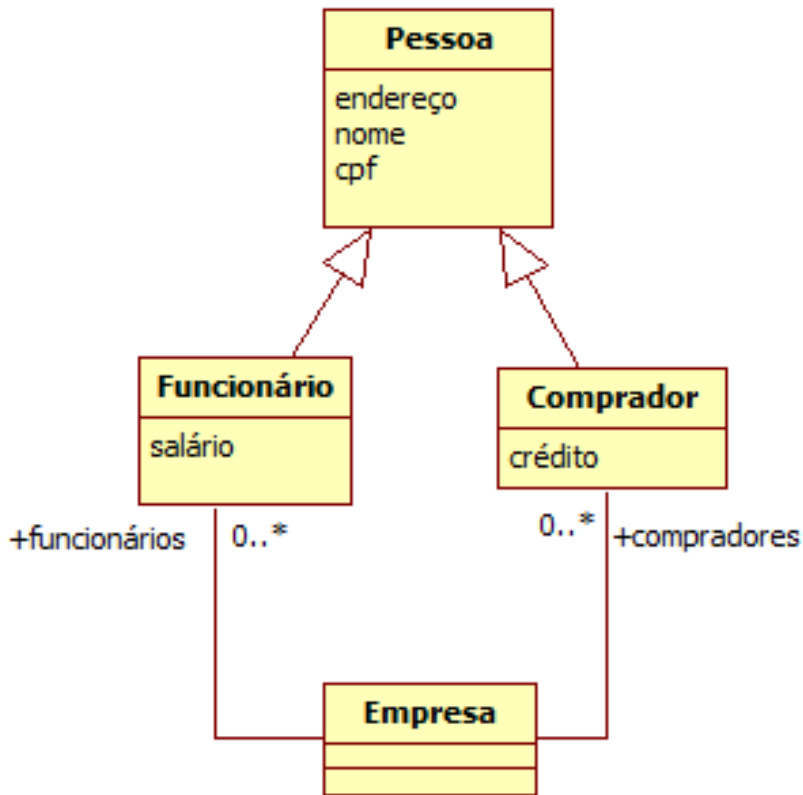 Pessoa
endereço
nome
cpf
Funcionário
salário
Comprador
crédito
+funcionários
0..*
0..*
+compradores
Empresa